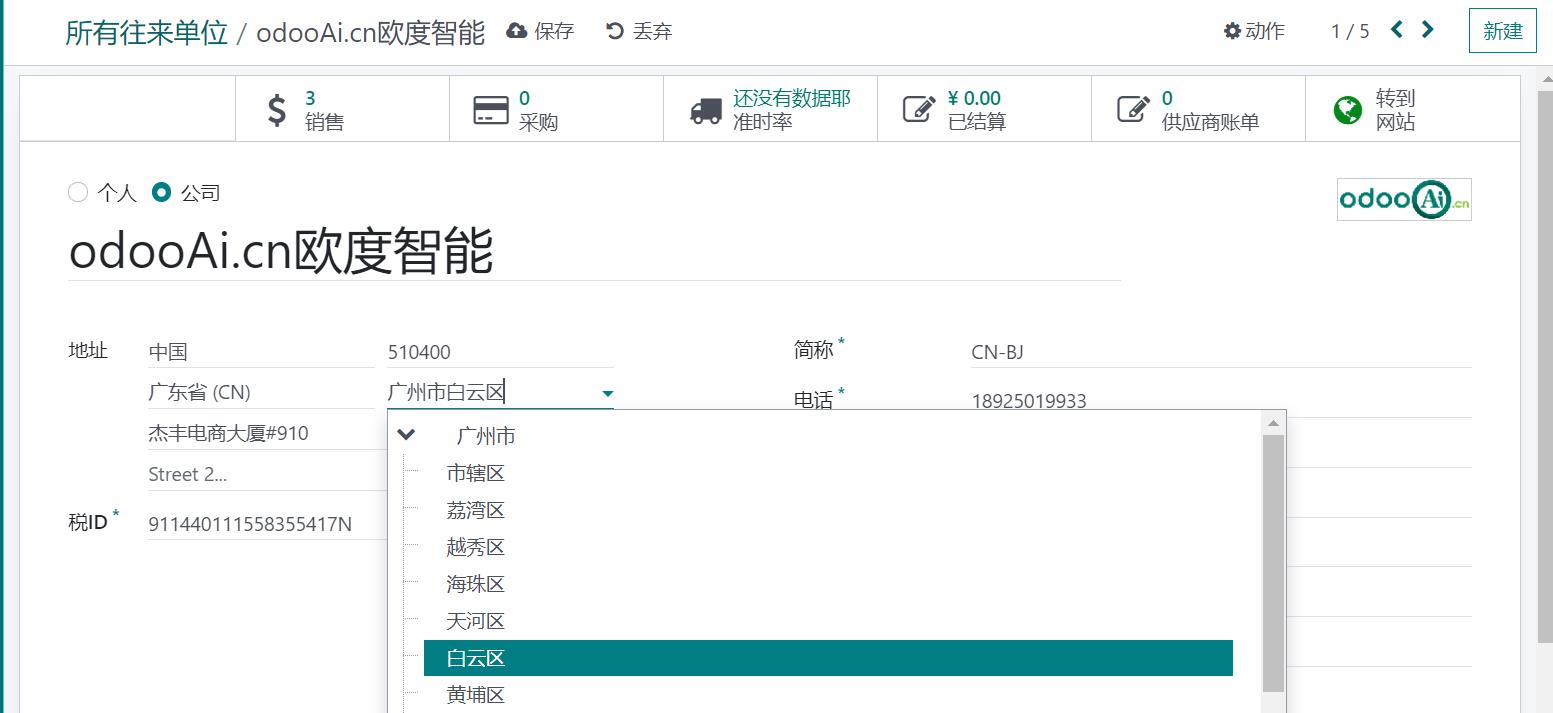 所有往来单位 / odooAi.cn欧度智能 保存 丢弃 动作 1 / 5 新建
3
销售
0
采购
还没有数据耶
准时率
¥ 0.00
已结算
0
供应商账单
转到
网站
个人 公司
odooAi.cn
odooAi.cn欧度智能
地址 中国 510400 简称 * CN-BJ
广东省 (CN) 广州市白云区 电话 * 18925019933
杰丰电商大厦#910
Street 2...
税ID * 911440111558355417N
广州市
市辖区
荔湾区
越秀区
海珠区
天河区
白云区
黄埔区